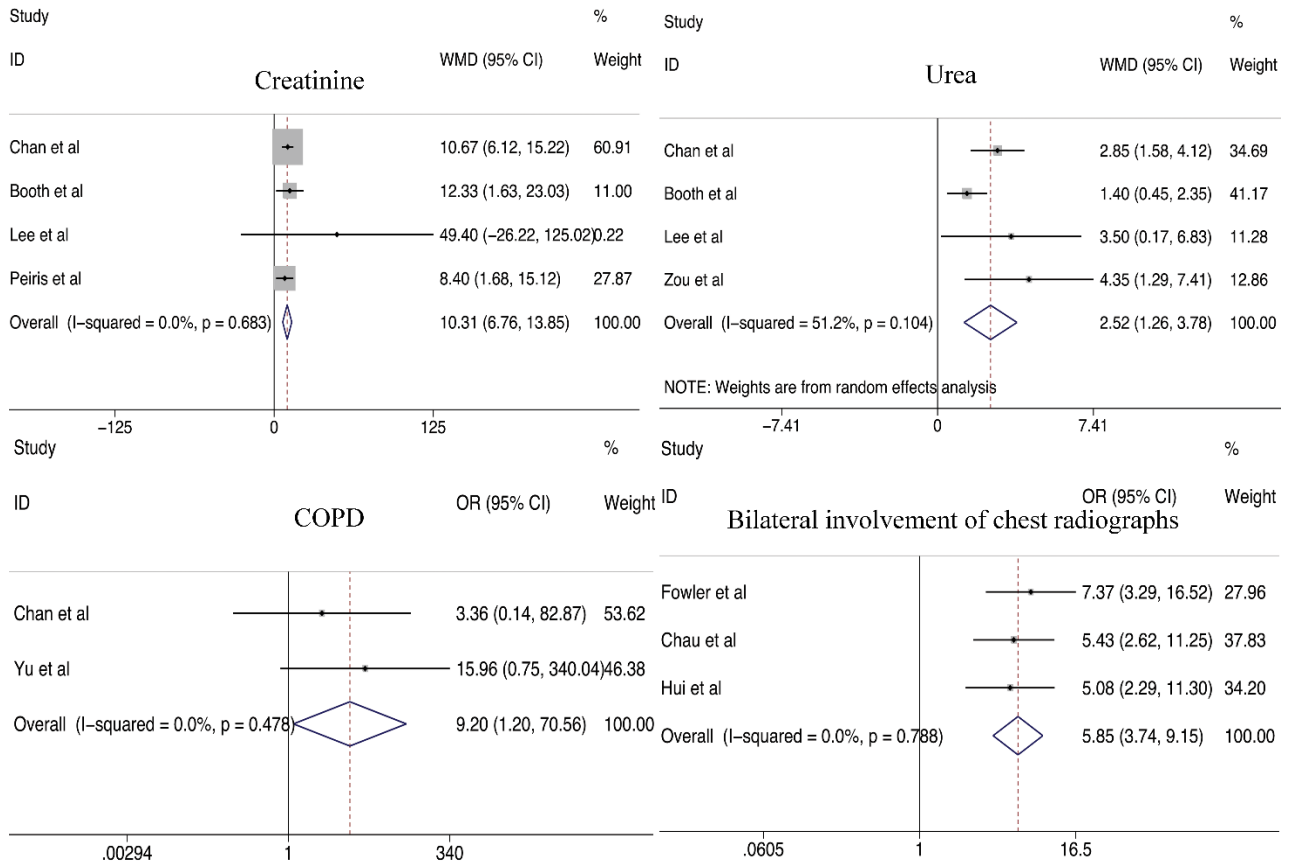 Study %
ID WMD (95% CI) Weight
Creatinine
Chan et al 10.67 (6.12, 15.22) 60.91
Booth et al 12.33 (1.63, 23.03) 11.00
Lee et al 49.40 (−26.22, 125.02)0.22
Peiris et al 8.40 (1.68, 15.12) 27.87
Overall (I−squared = 0.0%, p = 0.683) 10.31 (6.76, 13.85) 100.00
−125 0 125
Study %
ID WMD (95% CI) Weight
Urea
Chan et al 2.85 (1.58, 4.12) 34.69
Booth et al 1.40 (0.45, 2.35) 41.17
Lee et al 3.50 (0.17, 6.83) 11.28
Zou et al 4.35 (1.29, 7.41) 12.86
Overall (I−squared = 51.2%, p = 0.104) 2.52 (1.26, 3.78) 100.00
NOTE: Weights are from random effects analysis
−7.41 0 7.41
Study %
ID OR (95% CI) Weight
COPD
Chan et al 3.36 (0.14, 82.87) 53.62
Yu et al 15.96 (0.75, 340.04)46.38
Overall (I−squared = 0.0%, p = 0.478) 9.20 (1.20, 70.56) 100.00
.00294 1 340
Study %
ID OR (95% CI) Weight
Bilateral involvement of chest radiographs
Fowler et al 7.37 (3.29, 16.52) 27.96
Chau et al 5.43 (2.62, 11.25) 37.83
Hui et al 5.08 (2.29, 11.30) 34.20
Overall (I−squared = 0.0%, p = 0.788) 5.85 (3.74, 9.15) 100.00
.0605 1 16.5